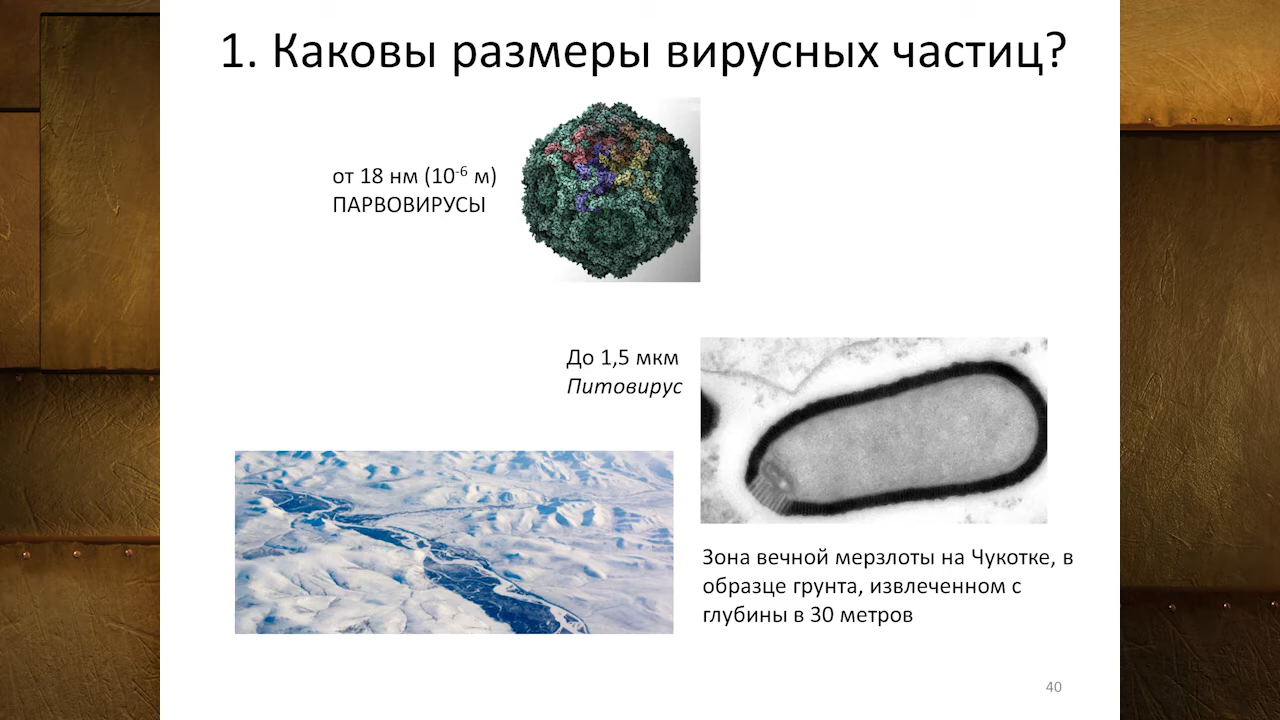 1. Каковы размеры вирусных частиц?
от 18 нм (10⁻⁶ м)
ПАРВОВИРУСЫ
До 1,5 мкм
Питовирус
Зона вечной мерзлоты на Чукотке, в
образце грунта, извлеченном с
глубины в 30 метров
40